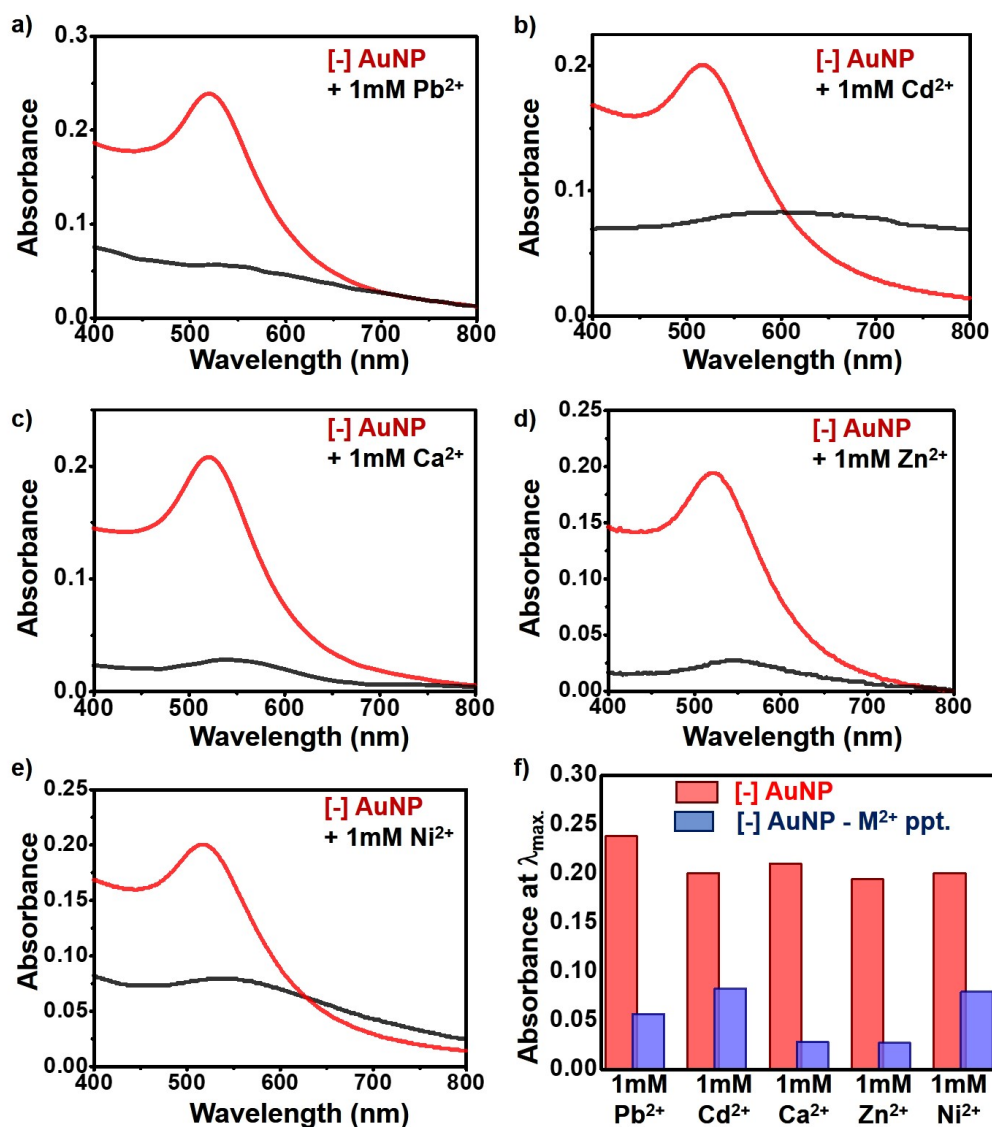 a)
[-] AuNP
+ 1mM Pb²⁺
0.3
0.2
0.1
0.0
Absorbance
400 500 600 700 800
Wavelength (nm)
b)
[-] AuNP
+ 1mM Cd²⁺
0.2
0.1
0.0
Absorbance
400 500 600 700 800
Wavelength (nm)
c)
[-] AuNP
+ 1mM Ca²⁺
0.2
0.1
0.0
Absorbance
400 500 600 700 800
Wavelength (nm)
d)
[-] AuNP
+ 1mM Zn²⁺
0.25
0.20
0.15
0.10
0.05
0.00
Absorbance
400 500 600 700 800
Wavelength (nm)
e)
[-] AuNP
+ 1mM Ni²⁺
0.25
0.20
0.15
0.10
0.05
0.00
Absorbance
400 500 600 700 800
Wavelength (nm)
f)
[-] AuNP
[-] AuNP - M²⁺ ppt.
0.30
0.25
0.20
0.15
0.10
0.05
0.00
Absorbance at λmax.
1mM 1mM 1mM 1mM 1mM
Pb²⁺ Cd²⁺ Ca²⁺ Zn²⁺ Ni²⁺